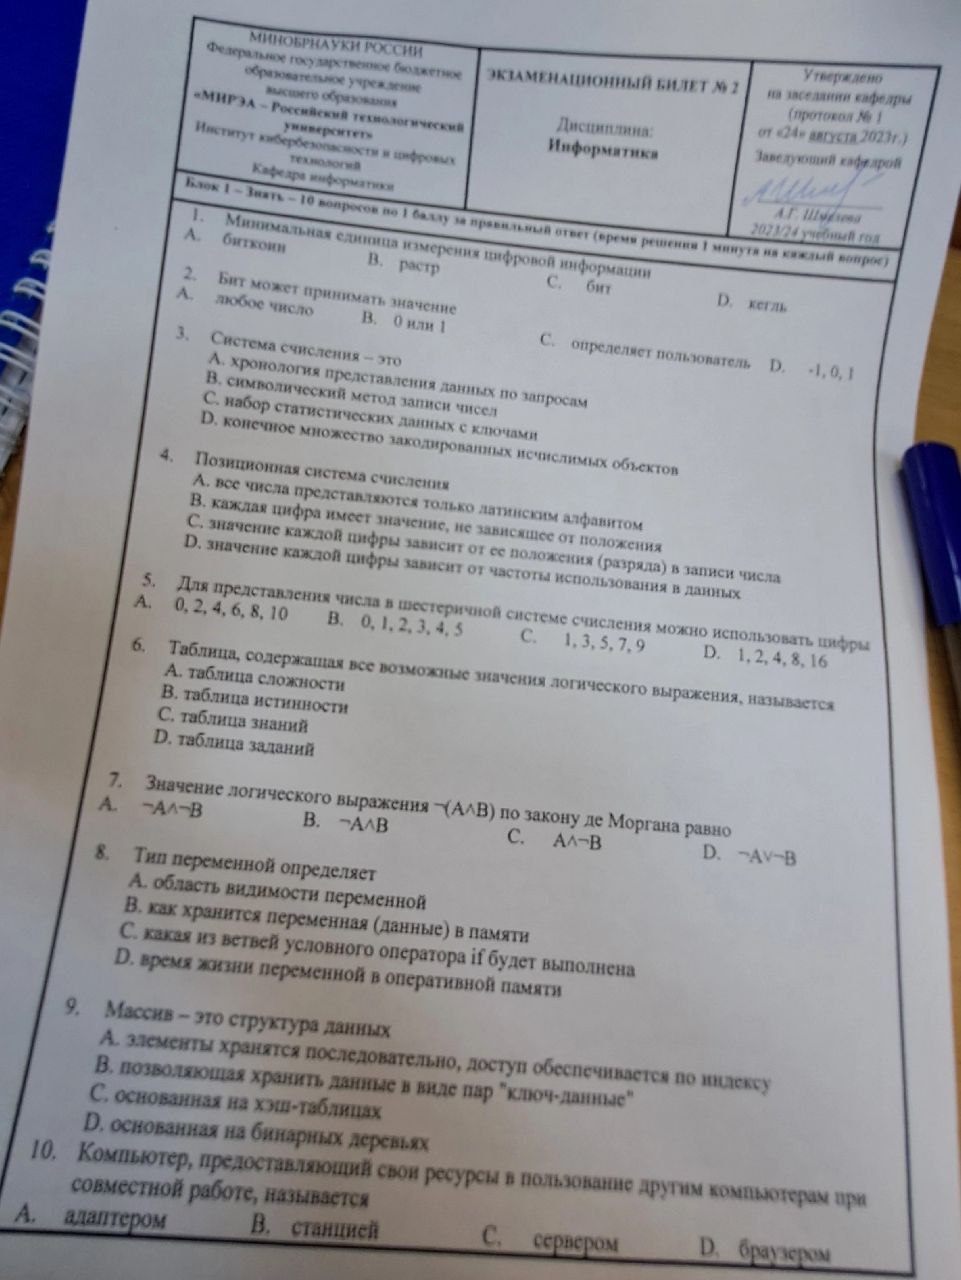 МИНОБРНАУКИ РОССИИ
Федеральное государственное бюджетное
образовательное учреждение
высшего образования
«МИРЭА – Российский технологический
университет»
Институт кибербезопасности и цифровых
технологий
Кафедра информатики
ЭКЗАМЕНАЦИОННЫЙ БИЛЕТ № 2
Дисциплина:
Информатика
Утверждено
на заседании кафедры
(протокол № 1
от «24» августа 2023г.)
Заведующий кафедрой
А.Г. Шмелева
2023/24 учебный год
Блок 1 – Знать – 10 вопросов по 1 баллу за правильный ответ (время решения 1 минута на каждый вопрос)
1. Минимальная единица измерения цифровой информации
A. биткоин B. растр C. бит D. кегль
2. Бит может принимать значение
A. любое число B. 0 или 1 C. определяет пользователь D. -1, 0, 1
3. Система счисления – это
A. хронология представления данных по запросам
B. символический метод записи чисел
C. набор статистических данных с ключами
D. конечное множество закодированных исчислимых объектов
4. Позиционная система счисления
A. все числа представляются только латинским алфавитом
B. каждая цифра имеет значение, не зависящее от положения
C. значение каждой цифры зависит от ее положения (разряда) в записи числа
D. значение каждой цифры зависит от частоты использования в данных
5. Для представления числа в шестеричной системе счисления можно использовать цифры
A. 0, 2, 4, 6, 8, 10 B. 0, 1, 2, 3, 4, 5 C. 1, 3, 5, 7, 9 D. 1, 2, 4, 8, 16
6. Таблица, содержащая все возможные значения логического выражения, называется
A. таблица сложности
B. таблица истинности
C. таблица знаний
D. таблица заданий
7. Значение логического выражения ¬(A∧B) по закону де Моргана равно
A. ¬A∧¬B B. ¬A∧B C. A∧¬B D. ¬A∨¬B
8. Тип переменной определяет
A. область видимости переменной
B. как хранится переменная (данные) в памяти
C. какая из ветвей условного оператора if будет выполнена
D. время жизни переменной в оперативной памяти
9. Массив – это структура данных
A. элементы хранятся последовательно, доступ обеспечивается по индексу
B. позволяющая хранить данные в виде пар "ключ-данные"
C. основанная на хэш-таблицах
D. основанная на бинарных деревьях
10. Компьютер, предоставляющий свои ресурсы в пользование другим компьютерам при
совместной работе, называется
A. адаптером B. станцией C. сервером D. браузером